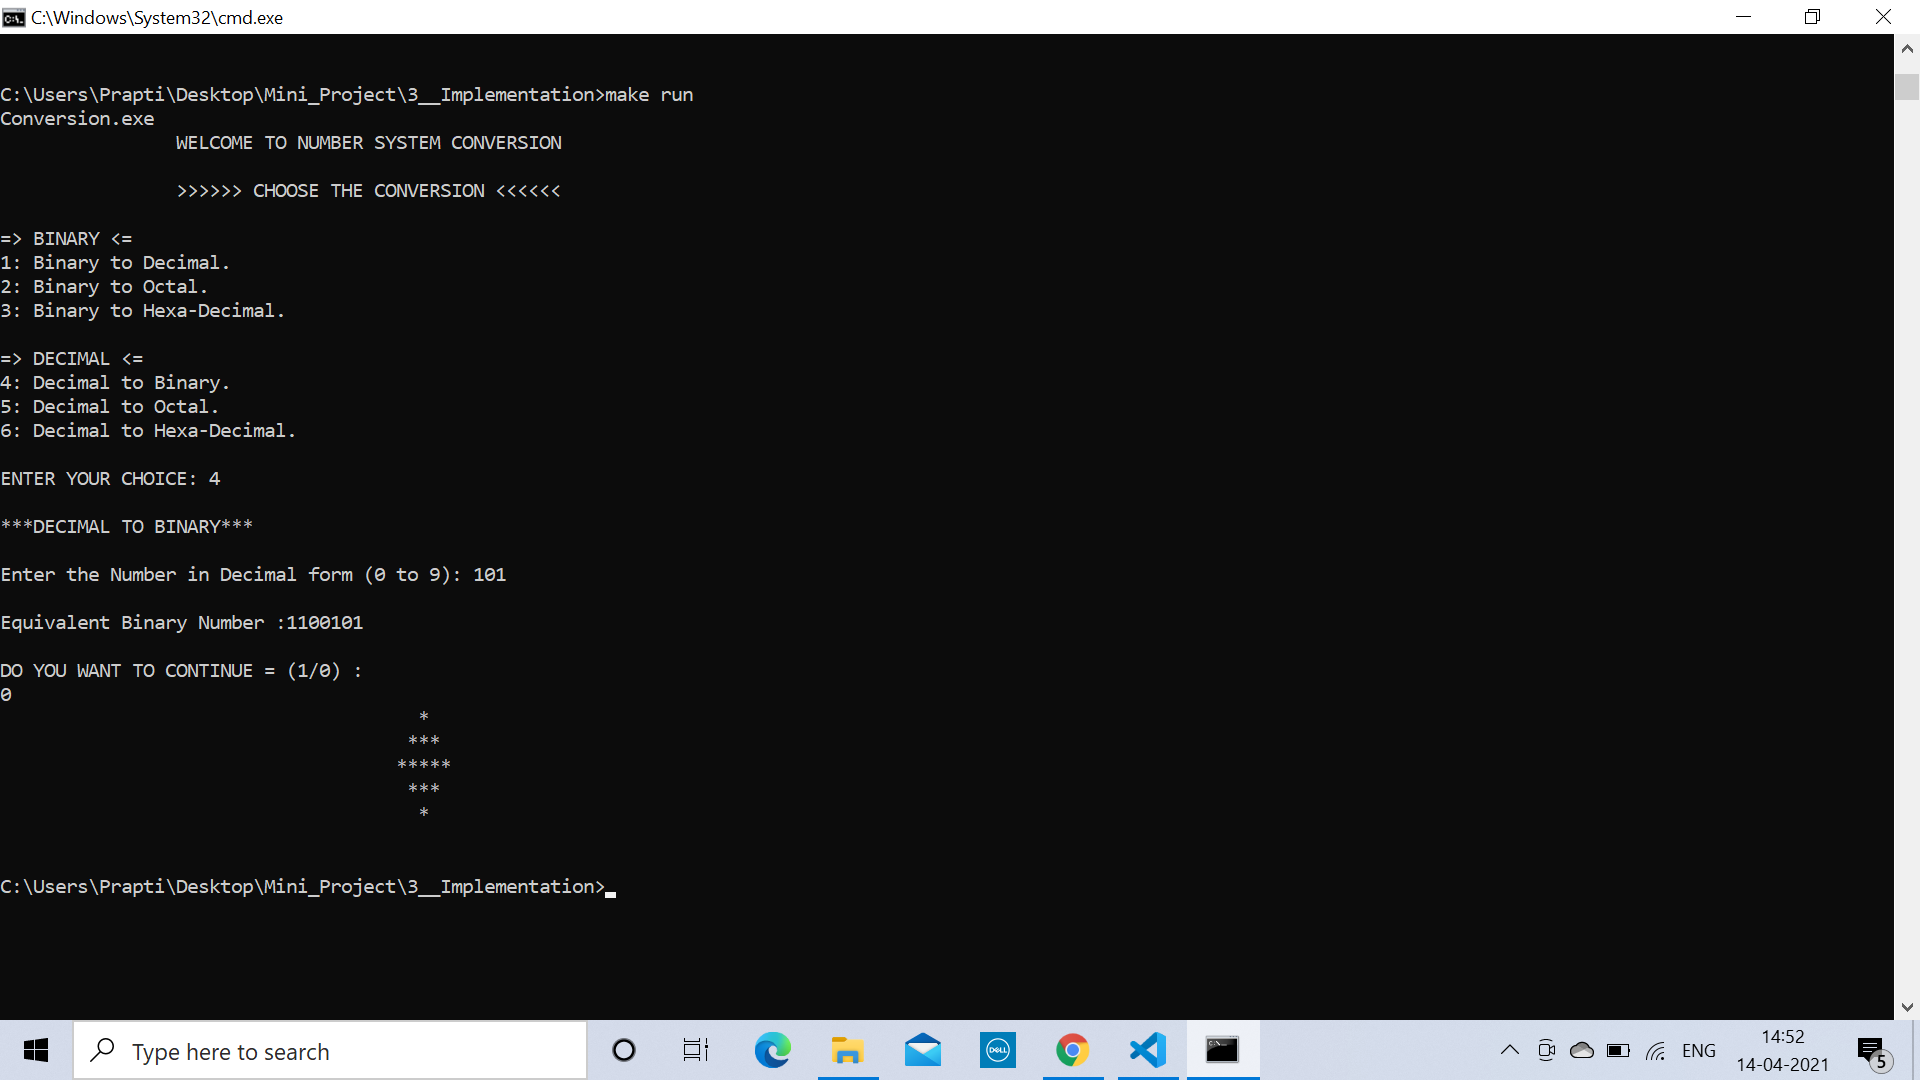 C:\Windows\System32\cmd.exe
C:\Users\Prapti\Desktop\Mini_Project\3__Implementation>make run
Conversion.exe
WELCOME TO NUMBER SYSTEM CONVERSION
>>>>>> CHOOSE THE CONVERSION <<<<<<
=> BINARY <=
1: Binary to Decimal.
2: Binary to Octal.
3: Binary to Hexa-Decimal.
=> DECIMAL <=
4: Decimal to Binary.
5: Decimal to Octal.
6: Decimal to Hexa-Decimal.
ENTER YOUR CHOICE: 4
***DECIMAL TO BINARY***
Enter the Number in Decimal form (0 to 9): 101
Equivalent Binary Number :1100101
DO YOU WANT TO CONTINUE = (1/0) :
0
*
***
*****
***
*
C:\Users\Prapti\Desktop\Mini_Project\3__Implementation>
Type here to search
DELL
ENG
14:52
14-04-2021
5